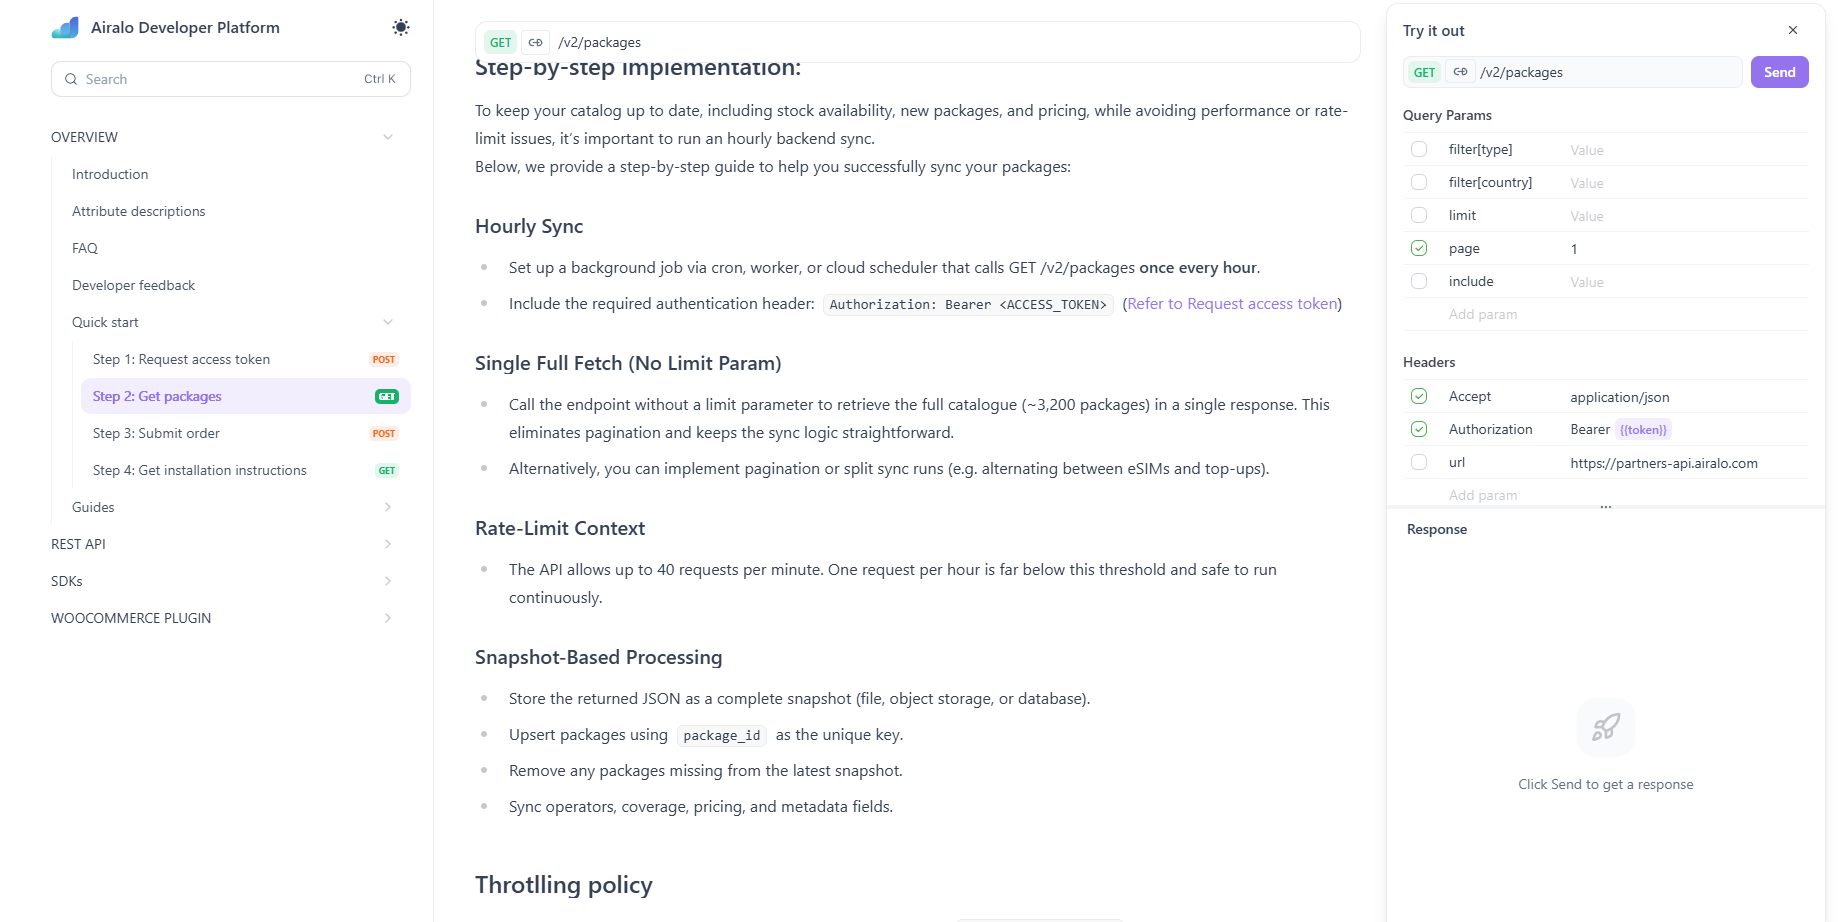 Airalo Developer Platform
Search Ctrl K
OVERVIEW
Introduction
Attribute descriptions
FAQ
Developer feedback
Quick start
Step 1: Request access token POST
Step 2: Get packages GET
Step 3: Submit order POST
Step 4: Get installation instructions GET
Guides
REST API
SDKs
WOOCOMMERCE PLUGIN
GET /v2/packages
Step-by-step implementation:
To keep your catalog up to date, including stock availability, new packages, and pricing, while avoiding performance or rate-
limit issues, it’s important to run an hourly backend sync.
Below, we provide a step-by-step guide to help you successfully sync your packages:
Hourly Sync
Set up a background job via cron, worker, or cloud scheduler that calls GET /v2/packages once every hour.
Include the required authentication header: Authorization: Bearer <ACCESS_TOKEN> (Refer to Request access token)
Single Full Fetch (No Limit Param)
Call the endpoint without a limit parameter to retrieve the full catalogue (~3,200 packages) in a single response. This
eliminates pagination and keeps the sync logic straightforward.
Alternatively, you can implement pagination or split sync runs (e.g. alternating between eSIMs and top-ups).
Rate-Limit Context
The API allows up to 40 requests per minute. One request per hour is far below this threshold and safe to run
continuously.
Snapshot-Based Processing
Store the returned JSON as a complete snapshot (file, object storage, or database).
Upsert packages using package_id as the unique key.
Remove any packages missing from the latest snapshot.
Sync operators, coverage, pricing, and metadata fields.
Throtlling policy
Try it out
GET /v2/packages Send
Query Params
filter[type] Value
filter[country] Value
limit Value
page 1
include Value
Add param
Headers
Accept application/json
Authorization Bearer {{token}}
url https://partners-api.airalo.com
Add param
Response
Click Send to get a response